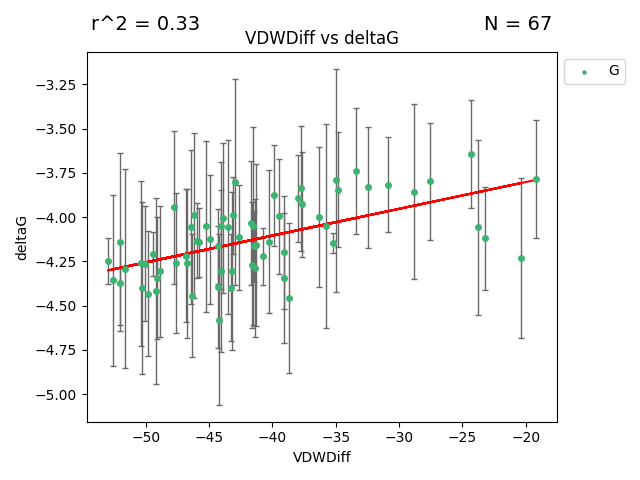 r^2 = 0.33
N = 67
VDWDiff vs deltaG
G
−3.25
−3.50
−3.75
−4.00
−4.25
−4.50
−4.75
−5.00
deltaG
−50
−45
−40
−35
−30
−25
−20
VDWDiff